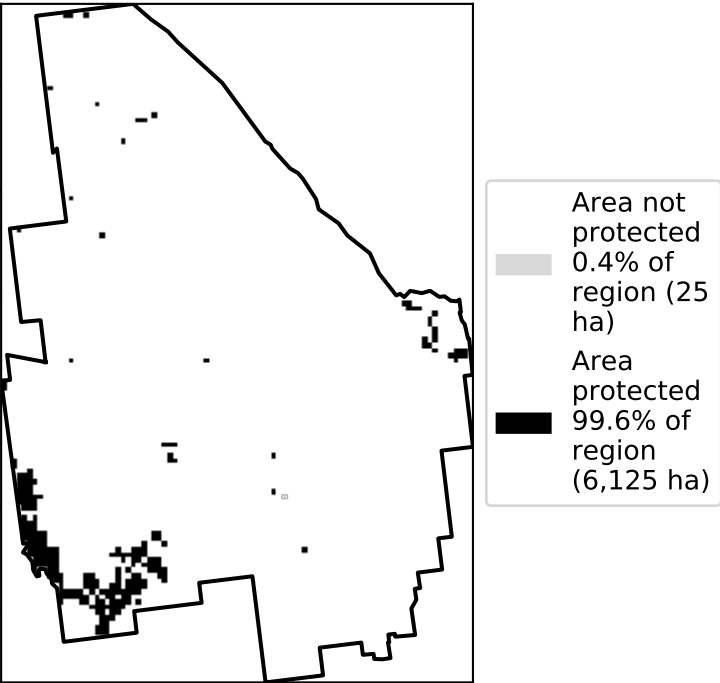 Area not
protected
0.4% of
region (25
ha)
Area
protected
99.6% of
region
(6,125 ha)